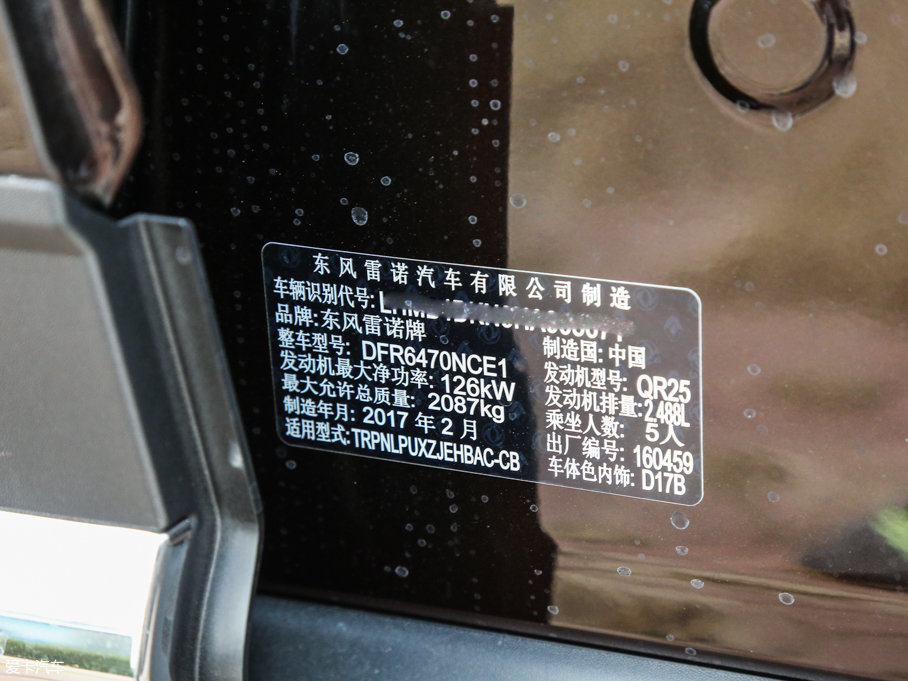 东风雷诺汽车有限公司制造
车辆识别代号:
品牌:东风雷诺牌 制造国:中国
整车型号: DFR6470NCE1 发动机型号: QR25
发动机最大净功率: 126kW 发动机排量: 2.488L
最大允许总质量: 2087kg 乘坐人数: 5人
制造年月: 2017年2月 出厂编号: 160459
适用型式:TRPNLPUXZJEHBAC-CB 车体色内饰: D17B
爱卡汽车